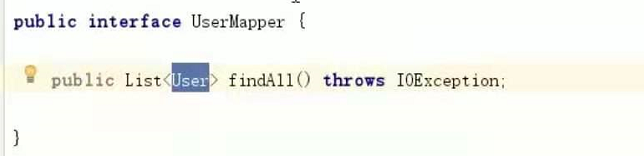 public interface UserMapper {
public List<User> findAll() throws IOException;
}